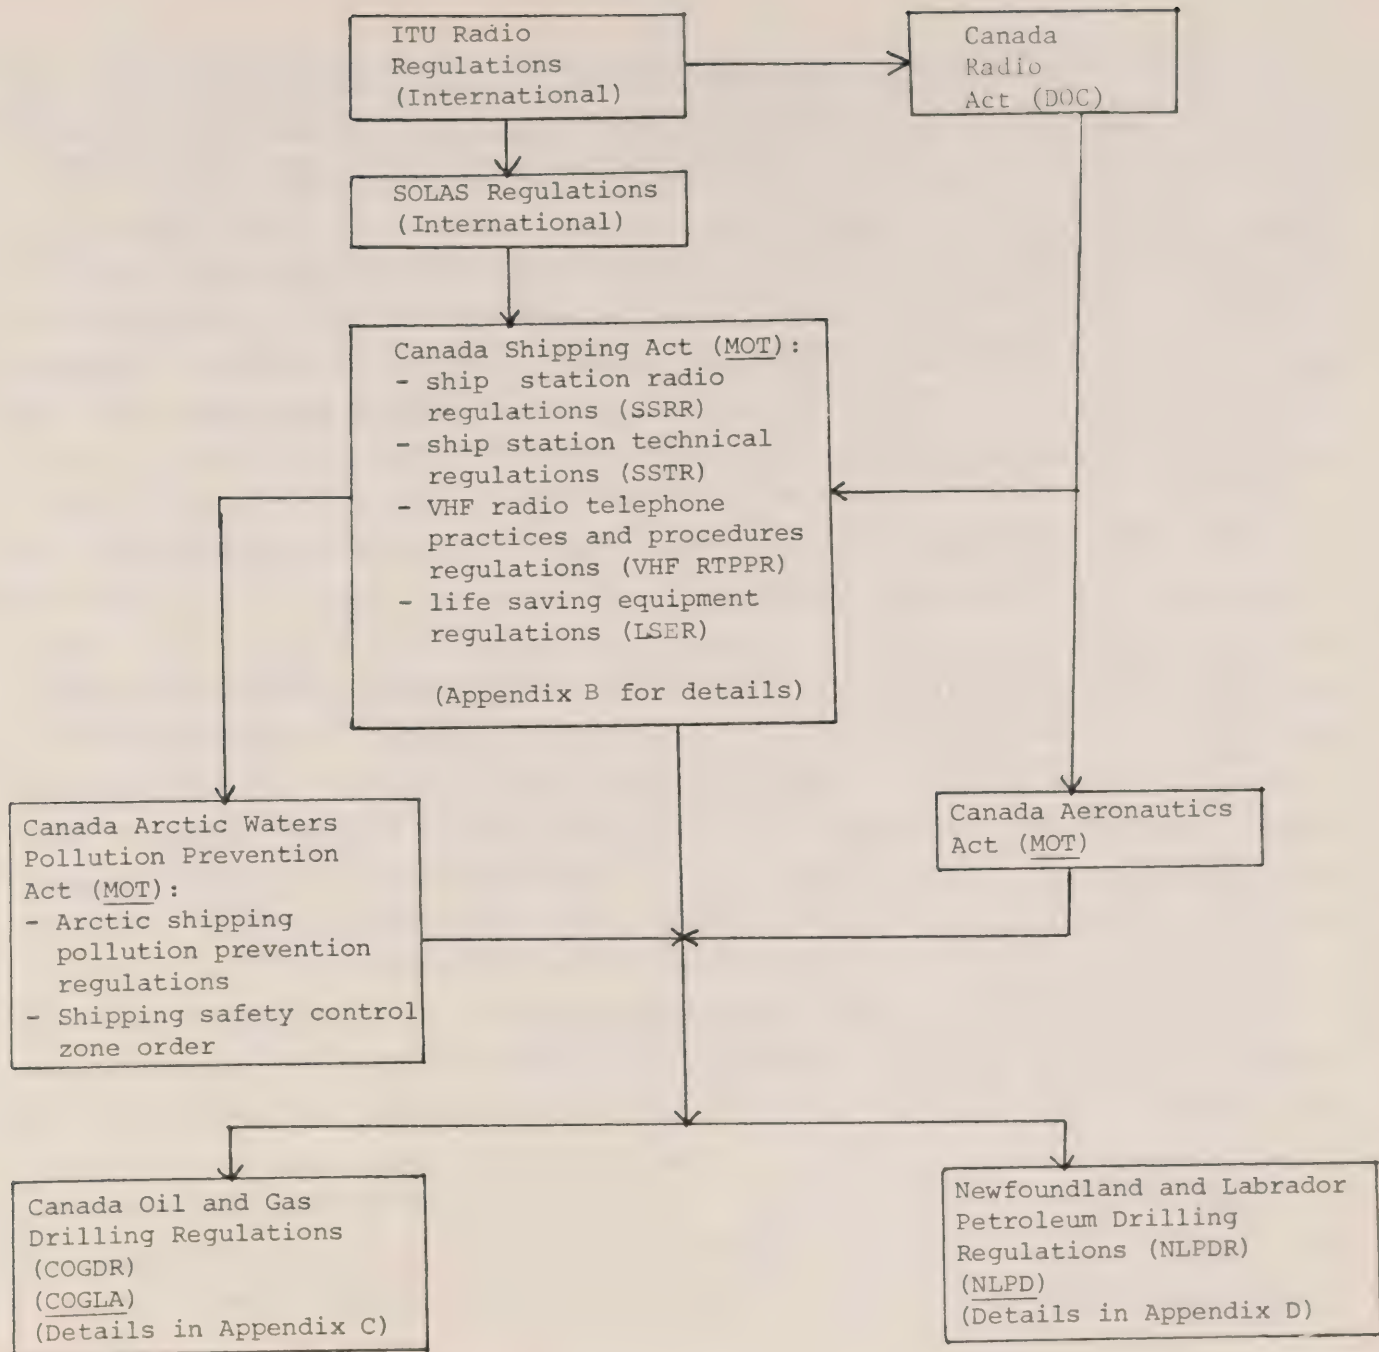 ITU Radio
Regulations
(International)
Canada
Radio
Act (DOC)
SOLAS Regulations
(International)
Canada Shipping Act (MOT):
- ship station radio
regulations (SSRR)
- ship station technical
regulations (SSTR)
- VHF radio telephone
practices and procedures
regulations (VHF RTPPR)
- life saving equipment
regulations (LSER)
(Appendix B for details)
Canada Arctic Waters
Pollution Prevention
Act (MOT):
- Arctic shipping
pollution prevention
regulations
- Shipping safety control
zone order
Canada Aeronautics
Act (MOT)
Canada Oil and Gas
Drilling Regulations
(COGDR)
(COGLA)
(Details in Appendix C)
Newfoundland and Labrador
Petroleum Drilling
Regulations (NLPDR)
(NLPD)
(Details in Appendix D)